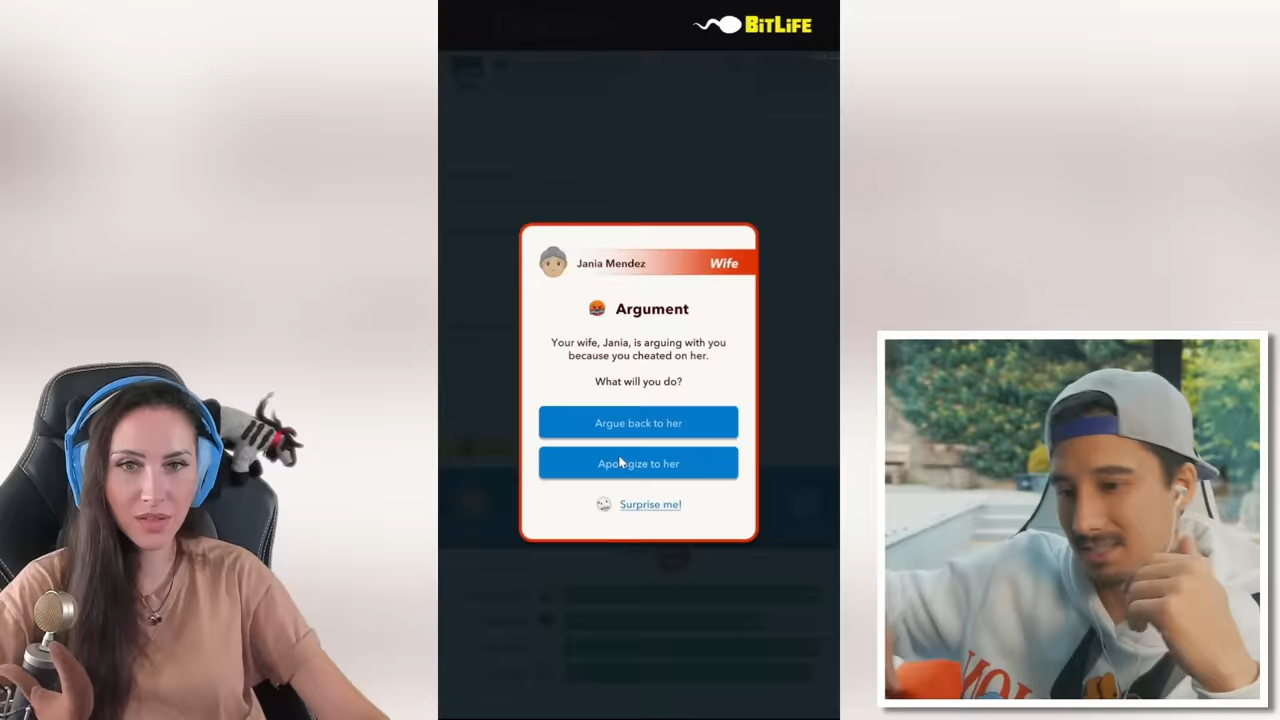 BITLIFE
Jania Mendez
Wife
Argument
Your wife, Jania, is arguing with you
because you cheated on her.
What will you do?
Argue back to her
Apologize to her
Surprise me!